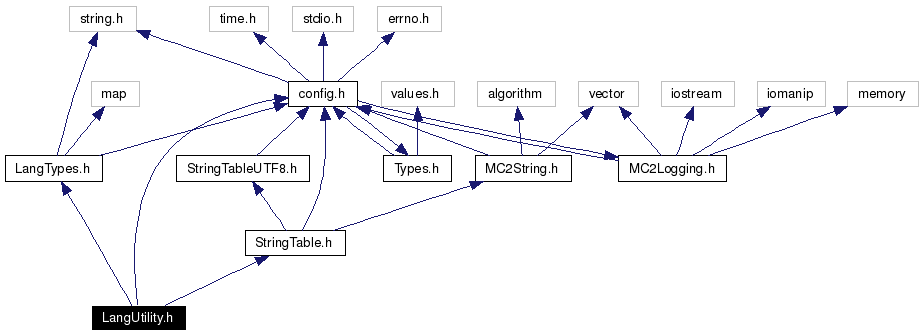 string.h
time.h
stdio.h
errno.h
map
config.h
values.h
algorithm
vector
iostream
iomanip
memory
LangTypes.h
StringTableUTF8.h
Types.h
MC2String.h
MC2Logging.h
StringTable.h
LangUtility.h